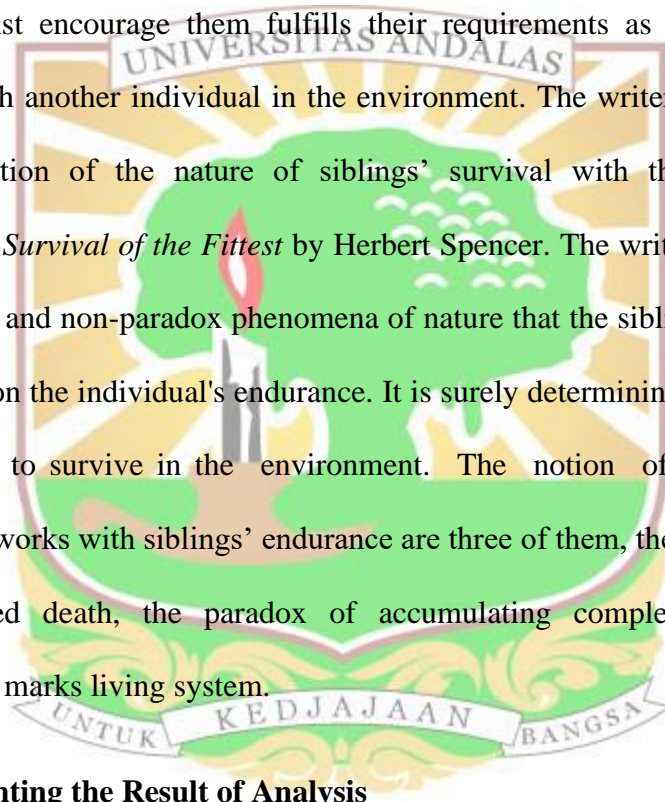 ist encourage them fulfills their requirements as
UNIVERSITAS ANDALAS
h another individual in the environment. The write
tion of the nature of siblings’ survival with th
Survival of the Fittest by Herbert Spencer. The writ
and non-paradox phenomena of nature that the sibl
on the individual's endurance. It is surely determinin
to survive in the environment. The notion of
works with siblings’ endurance are three of them, the
ed death, the paradox of accumulating comple
marks living system.
UNTUK KEDJAJAAN BANGSA
nting the Result of Analysis